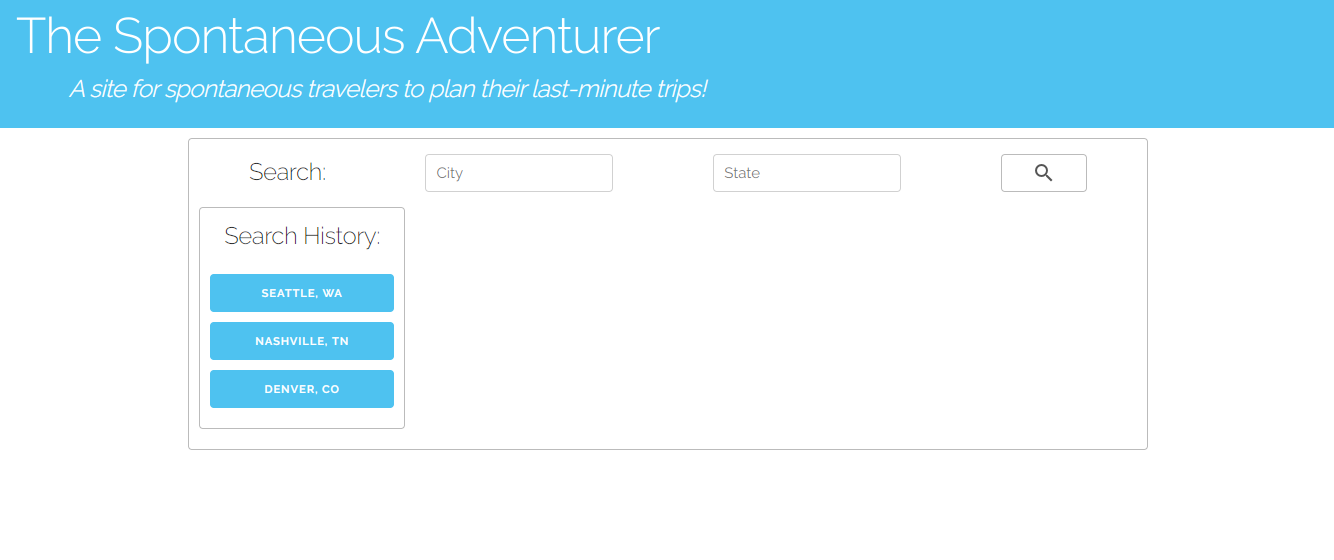 The Spontaneous Adventurer
A site for spontaneous travelers to plan their last-minute trips!
Search:
City
State
Search History:
SEATTLE, WA
NASHVILLE, TN
DENVER, CO